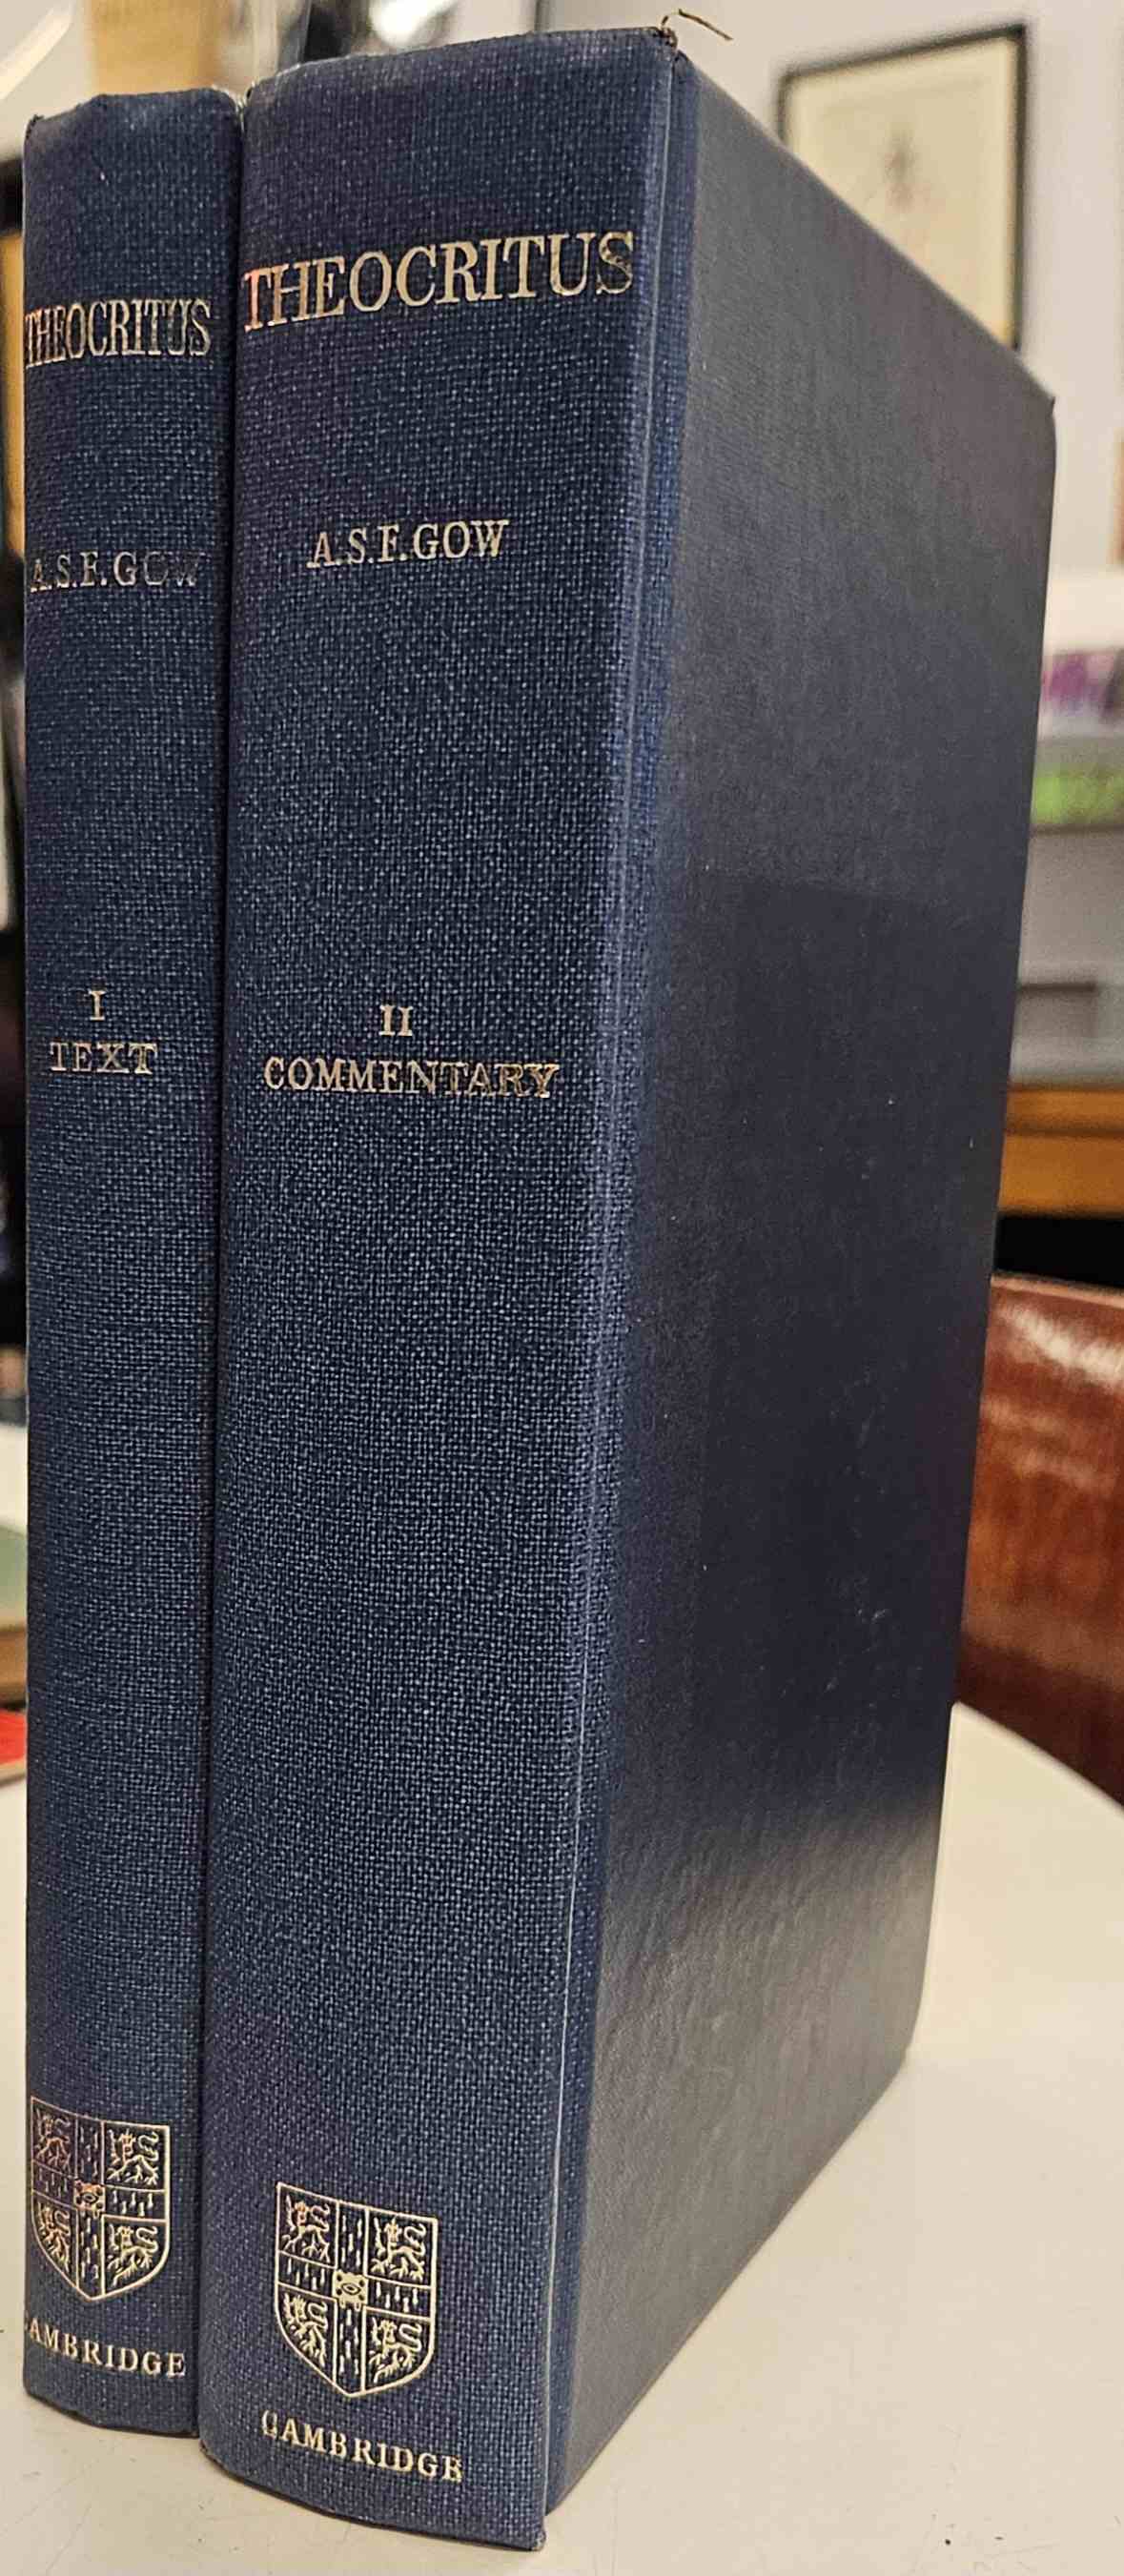 THEOCRITUS
A.S.F.GOW
I
TEXT
CAMBRIDGE
THEOCRITUS
A.S.F.GOW
II
COMMENTARY
CAMBRIDGE